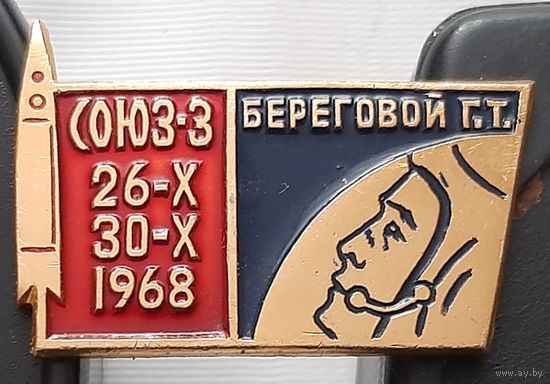 СОЮЗ-3
26-X
30-X
1968
БЕРЕГОВОЙ Г.Т.
www.ay.by